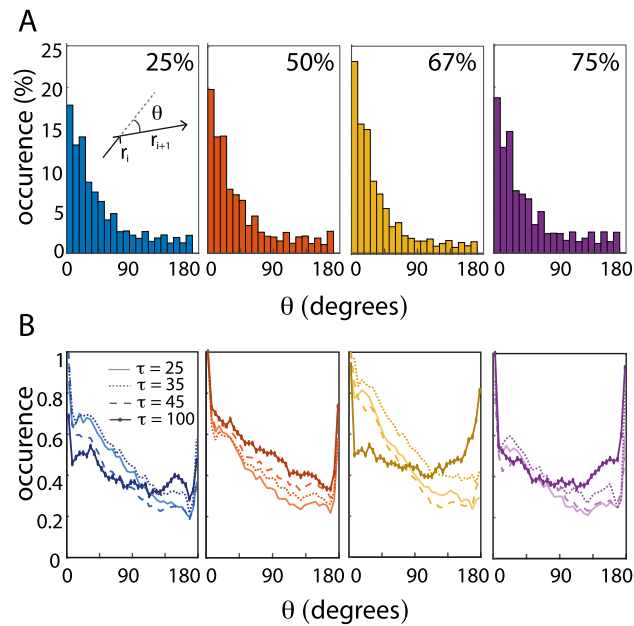 A
25% 50% 67% 75%
occurence (%)
25
20
15
10
5
0
θ
r_i r_{i+1}
0 90 180 0 90 180 0 90 180 0 90 180
θ (degrees)
B
occurence
1
0.8
0.6
0.4
0.2
0
τ = 25
τ = 35
τ = 45
τ = 100
0 90 180 0 90 180 0 90 180 0 90 180
θ (degrees)